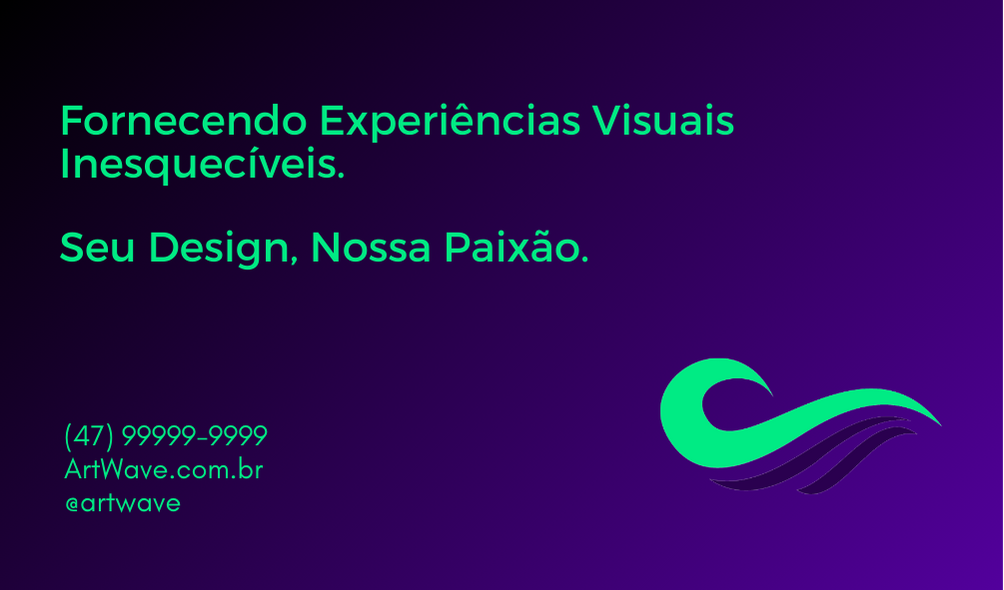 Fornecendo Experiências Visuais
Inesquecíveis.
Seu Design, Nossa Paixão.
(47) 99999-9999
ArtWave.com.br
@artwave